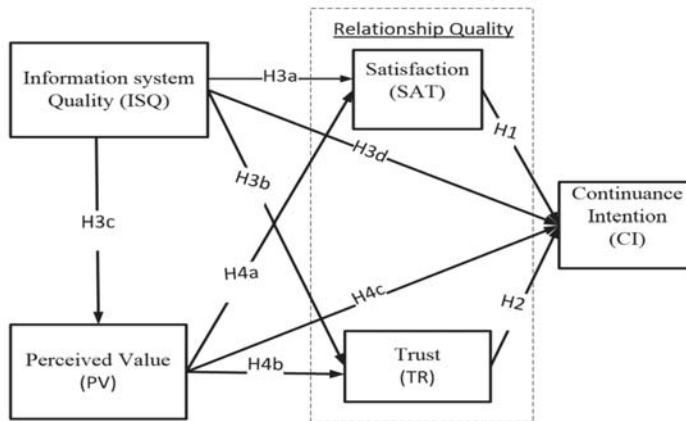 Relationship Quality
Information system
Quality (ISQ)
H3a
Satisfaction
(SAT)
H1
H3d
H3b
H3c
Continuance
Intention
(CI)
H4a
H4c
H2
Perceived Value
(PV)
H4b
Trust
(TR)